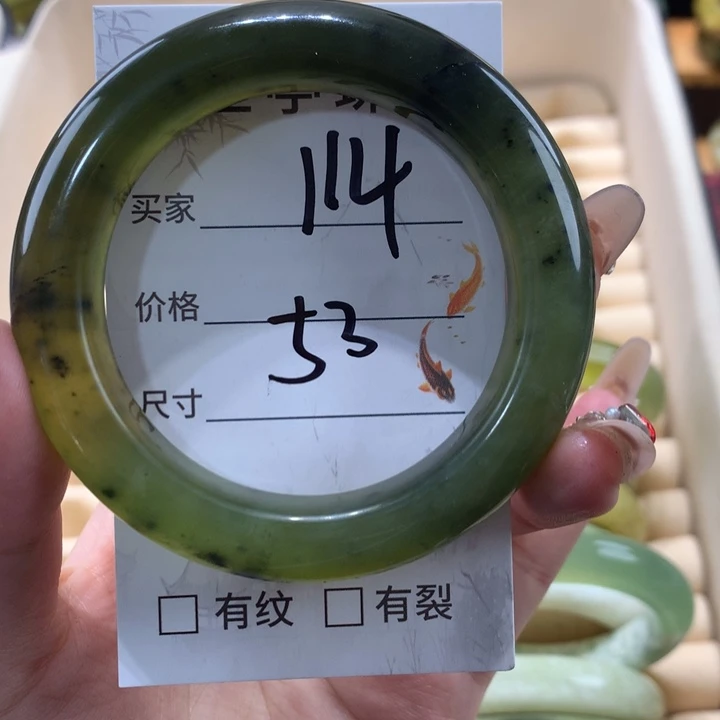 买家 114
价格
53
尺寸
有纹 有裂